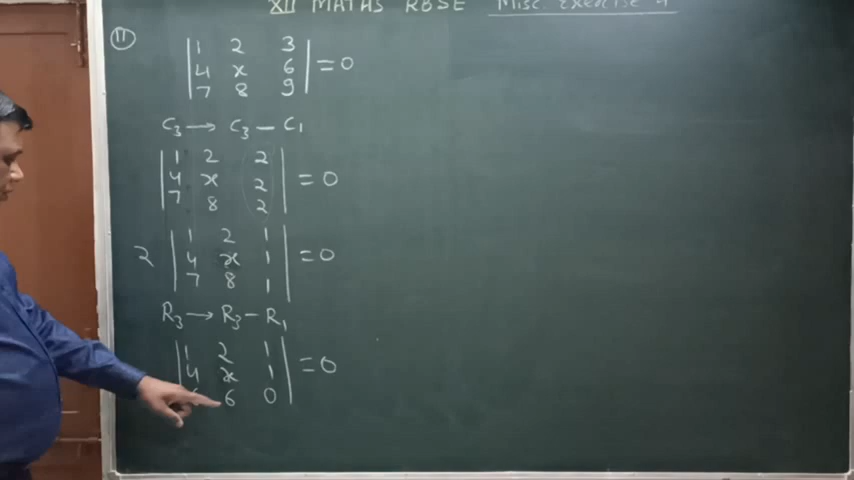 XII MATHS RBSE Misc. Exercise 4
(11) | 1 2 3 |
| 4 x 6 | = 0
| 7 8 9 |
C₃ → C₃ – C₁
| 1 2 2 |
| 4 x 2 | = 0
| 7 8 2 |
| 1 2 1 |
2 | 4 x 1 | = 0
| 7 8 1 |
R₃ → R₃ – R₁
| 1 2 1 |
| 4 x 1 | = 0
6 0 |